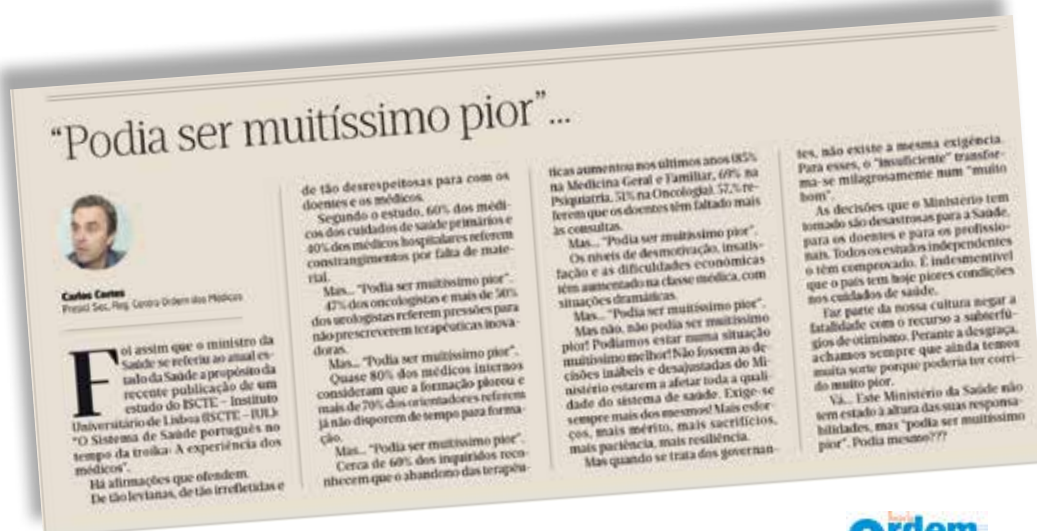 "Podia ser muitíssimo pior"...
Carlos Cortes
Presid. Sec. Reg. Centro Ordem dos Médicos
Foi assim que o ministro da
Saúde se referiu ao atual es-
tado da Saúde a propósito da
recente publicação de um
estudo do ISCTE – Instituto
Universitário de Lisboa (ISCTE – IUL):
"O Sistema de Saúde português no
tempo da troika: A experiência dos
médicos".
Há afirmações que ofendem.
De tão levianas, de tão irrefletidas e
de tão desrespeitosas para com os
doentes e os médicos.
Segundo o estudo, 60% dos médi-
cos dos cuidados de saúde primários e
40% dos médicos hospitalares referem
constrangimentos por falta de mate-
rial.
Mas... "Podia ser muitíssimo pior".
47% dos oncologistas e mais de 50%
dos urologistas referem pressões para
não prescreverem terapêuticas inova-
doras.
Mas... "Podia ser muitíssimo pior".
Quase 80% dos médicos internos
consideram que a formação piorou e
mais de 70% dos orientadores referem
já não disporem de tempo para forma-
ção.
Mas... "Podia ser muitíssimo pior".
Cerca de 60% dos inquiridos reco-
nhecem que o abandono das terapêu-
ticas aumentou nos últimos anos (85%
na Medicina Geral e Familiar, 69% na
Psiquiatria, 51% na Oncologia). 57,% re-
ferem que os doentes têm faltado mais
às consultas.
Mas... "Podia ser muitíssimo pior".
Os níveis de desmotivação, insatis-
fação e as dificuldades económicas
têm aumentado na classe médica, com
situações dramáticas.
Mas... "Podia ser muitíssimo pior".
Mas não, não podia ser muitíssimo
pior! Podíamos estar numa situação
muitíssimo melhor! Não fossem as de-
cisões inábeis e desajustadas do Mi-
nistério estarem a afetar toda a quali-
dade do sistema de saúde. Exige-se
sempre mais dos mesmos! Mais esfor-
ços, mais mérito, mais sacrifícios,
mais paciência, mais resiliência.
Mas quando se trata dos governan-
tes, não existe a mesma exigência.
Para esses, o "insuficiente" transfor-
ma-se milagrosamente num "muito
bom".
As decisões que o Ministério tem
tomado são desastrosas para a Saúde,
para os doentes e para os profissio-
nais. Todos os estudos independentes
o têm comprovado. É indesmentível
que o país tem hoje piores condições
nos cuidados de saúde.
Faz parte da nossa cultura negar a
fatalidade com o recurso a subterfú-
gios de otimismo. Perante a desgraça,
achamos sempre que ainda temos
muita sorte porque poderia ter corri-
do muito pior.
Vá... Este Ministério da Saúde não
tem estado à altura das suas responsa-
bilidades, mas "podia ser muitíssimo
pior". Podia mesmo???
Ordem